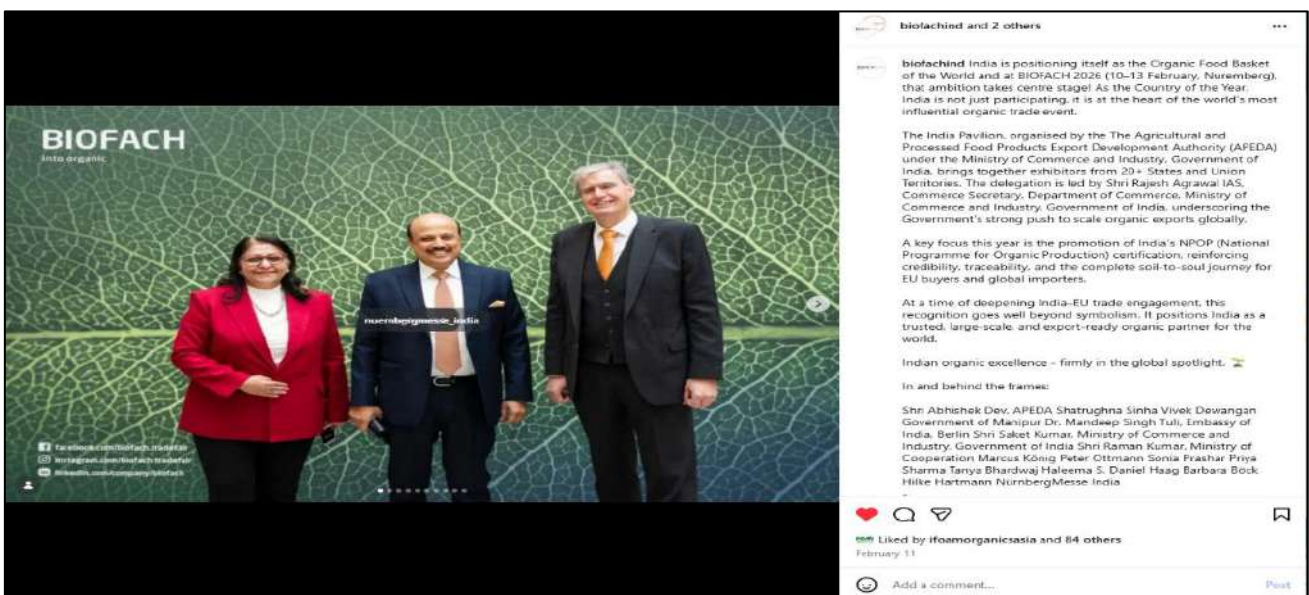 BIOFACH
into organic
nuernbergmesse_india
facebook.com/biofach.tradefair
instagram.com/biofach.tradefair
linkedin.com/company/biofach
biofachind and 2 others
biofachind India is positioning itself as the Organic Food Basket
of the World and at BIOFACH 2026 (10–13 February, Nuremberg),
that ambition takes centre stage! As the Country of the Year,
India is not just participating, it is at the heart of the world's most
influential organic trade event.
The India Pavilion, organised by the The Agricultural and
Processed Food Products Export Development Authority (APEDA)
under the Ministry of Commerce and Industry, Government of
India, brings together exhibitors from 20+ States and Union
Territories. The delegation is led by Shri Rajesh Agrawal IAS,
Commerce Secretary, Department of Commerce, Ministry of
Commerce and Industry, Government of India, underscoring the
Government's strong push to scale organic exports globally.
A key focus this year is the promotion of India's NPOP (National
Programme for Organic Production) certification, reinforcing
credibility, traceability, and the complete soil-to-soul journey for
EU buyers and global importers.
At a time of deepening India–EU trade engagement, this
recognition goes well beyond symbolism. It positions India as a
trusted, large-scale, and export-ready organic partner for the
world.
Indian organic excellence – firmly in the global spotlight.
In and behind the frames:
Shri Abhishek Dev, APEDA Shatrughna Sinha Vivek Dewangan
Government of Manipur Dr. Mandeep Singh Tuli, Embassy of
India, Berlin Shri Saket Kumar, Ministry of Commerce and
Industry, Government of India Shri Raman Kumar, Ministry of
Cooperation Marcus König Peter Ottmann Sonia Prashar Priya
Sharma Tanya Bhardwaj Haleema S. Daniel Haag Barbara Böck
Hilke Hartmann NürnbergMesse India
Liked by ifoamorganicsasia and 84 others
February 11
Add a comment...
Post